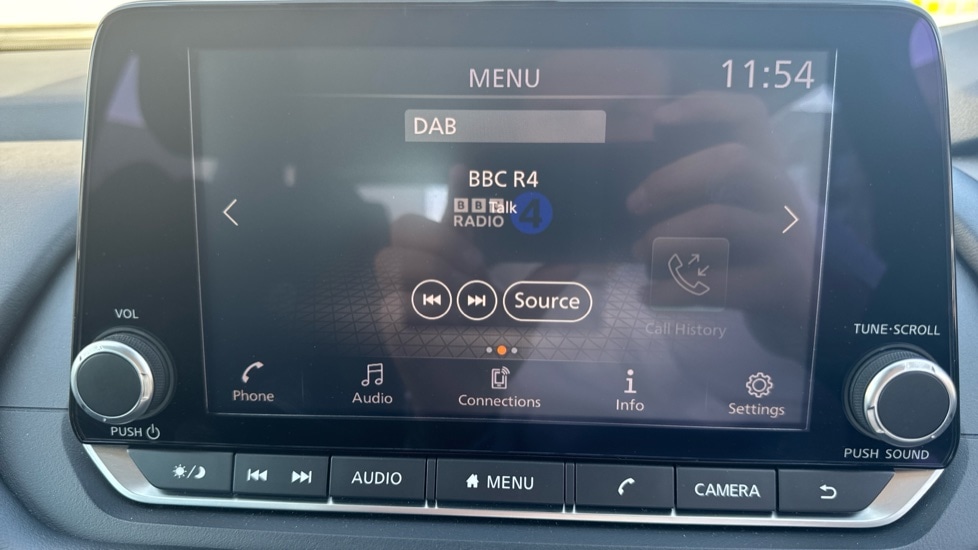 MENU 11:54
DAB
BBC R4
BBC Talk
RADIO 4
Source
Call History
VOL
TUNE·SCROLL
Phone Audio Connections Info Settings
PUSH
PUSH SOUND
AUDIO MENU CAMERA